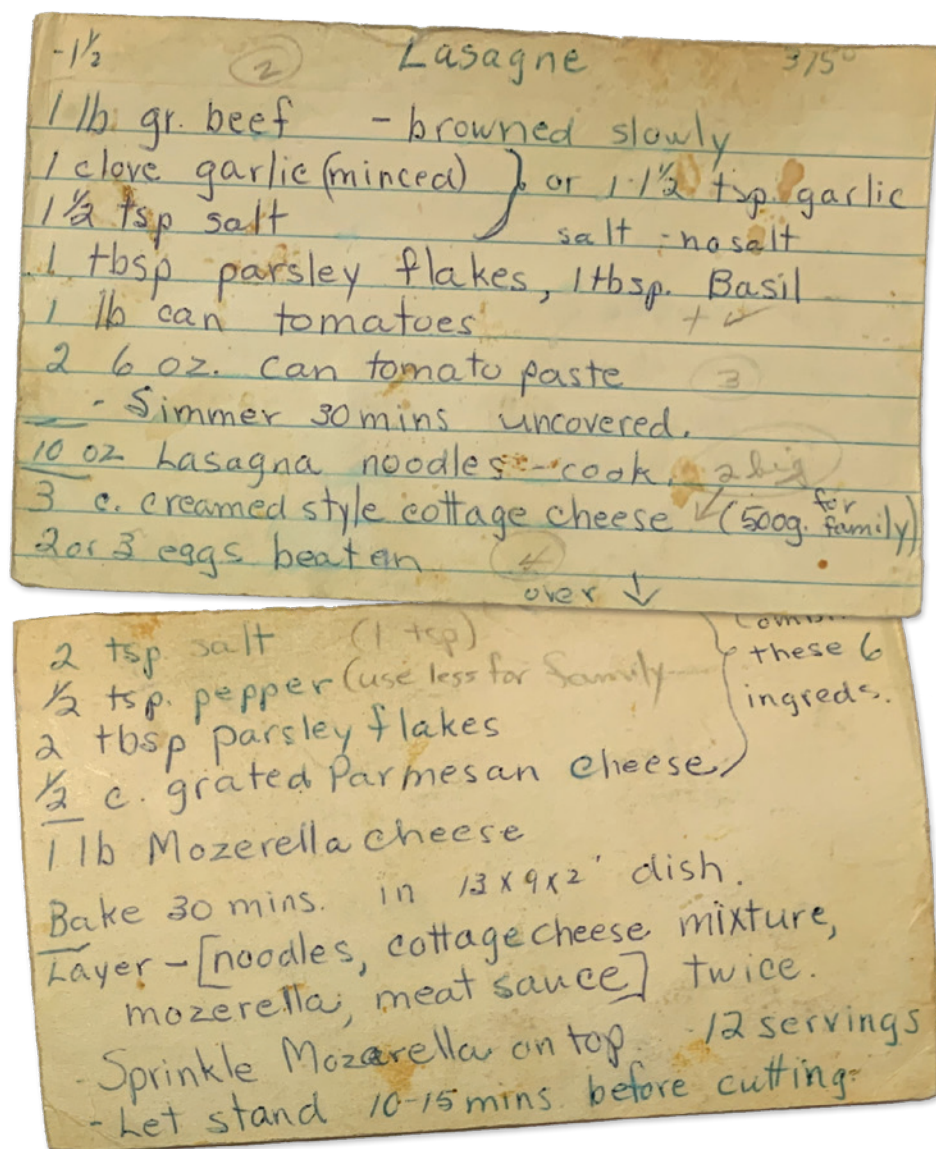 -1½ (2) Lasagne 375°
1 lb gr. beef - browned slowly
1 clove garlic (minced) } or 1-1½ tsp. garlic
1½ tsp salt salt - no salt
1 tbsp parsley flakes, 1 tbsp. Basil
1 lb can tomatoes + ✓
2 6 oz. can tomato paste (3)
- Simmer 30 mins uncovered.
10 oz Lasagna noodles - cook. 2 big
3 c. creamed style cottage cheese (500g. for family)
2 or 3 eggs beaten (4)
over ↓
2 tsp. salt (1 tsp)
½ tsp. pepper (use less for family
2 tbsp parsley flakes
½ c. grated Parmesan cheese
these 6
ingreds.
1 lb Mozerella cheese
Bake 30 mins. in 13 x 9 x 2' dish.
Layer - [noodles, cottage cheese mixture,
mozerella, meat sauce] twice.
- Sprinkle Mozarella on top. 12 servings
- Let stand 10-15 mins before cutting.